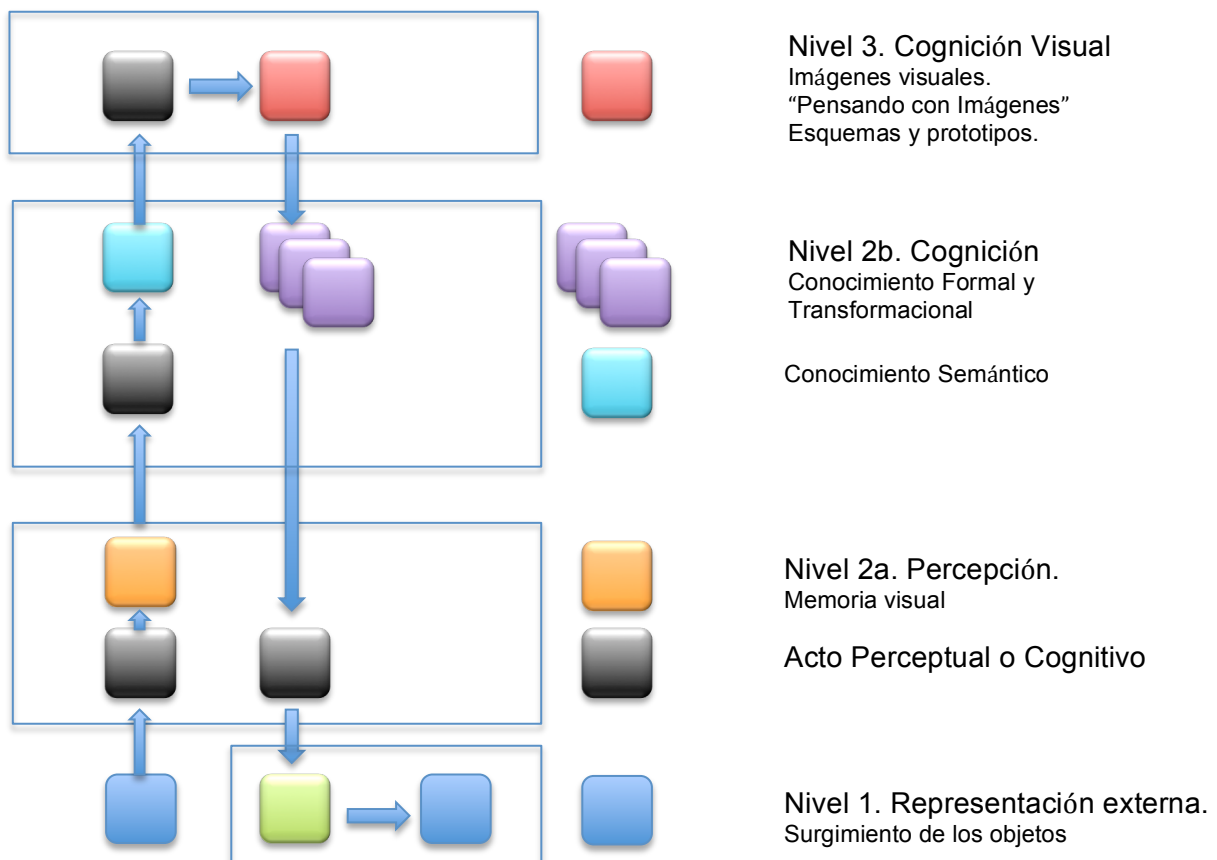 Nivel 3. Cognición Visual
Imágenes visuales.
“Pensando con Imágenes”
Esquemas y prototipos.
Nivel 2b. Cognición
Conocimiento Formal y
Transformacional
Conocimiento Semántico
Nivel 2a. Percepción.
Memoria visual
Acto Perceptual o Cognitivo
Nivel 1. Representación externa.
Surgimiento de los objetos